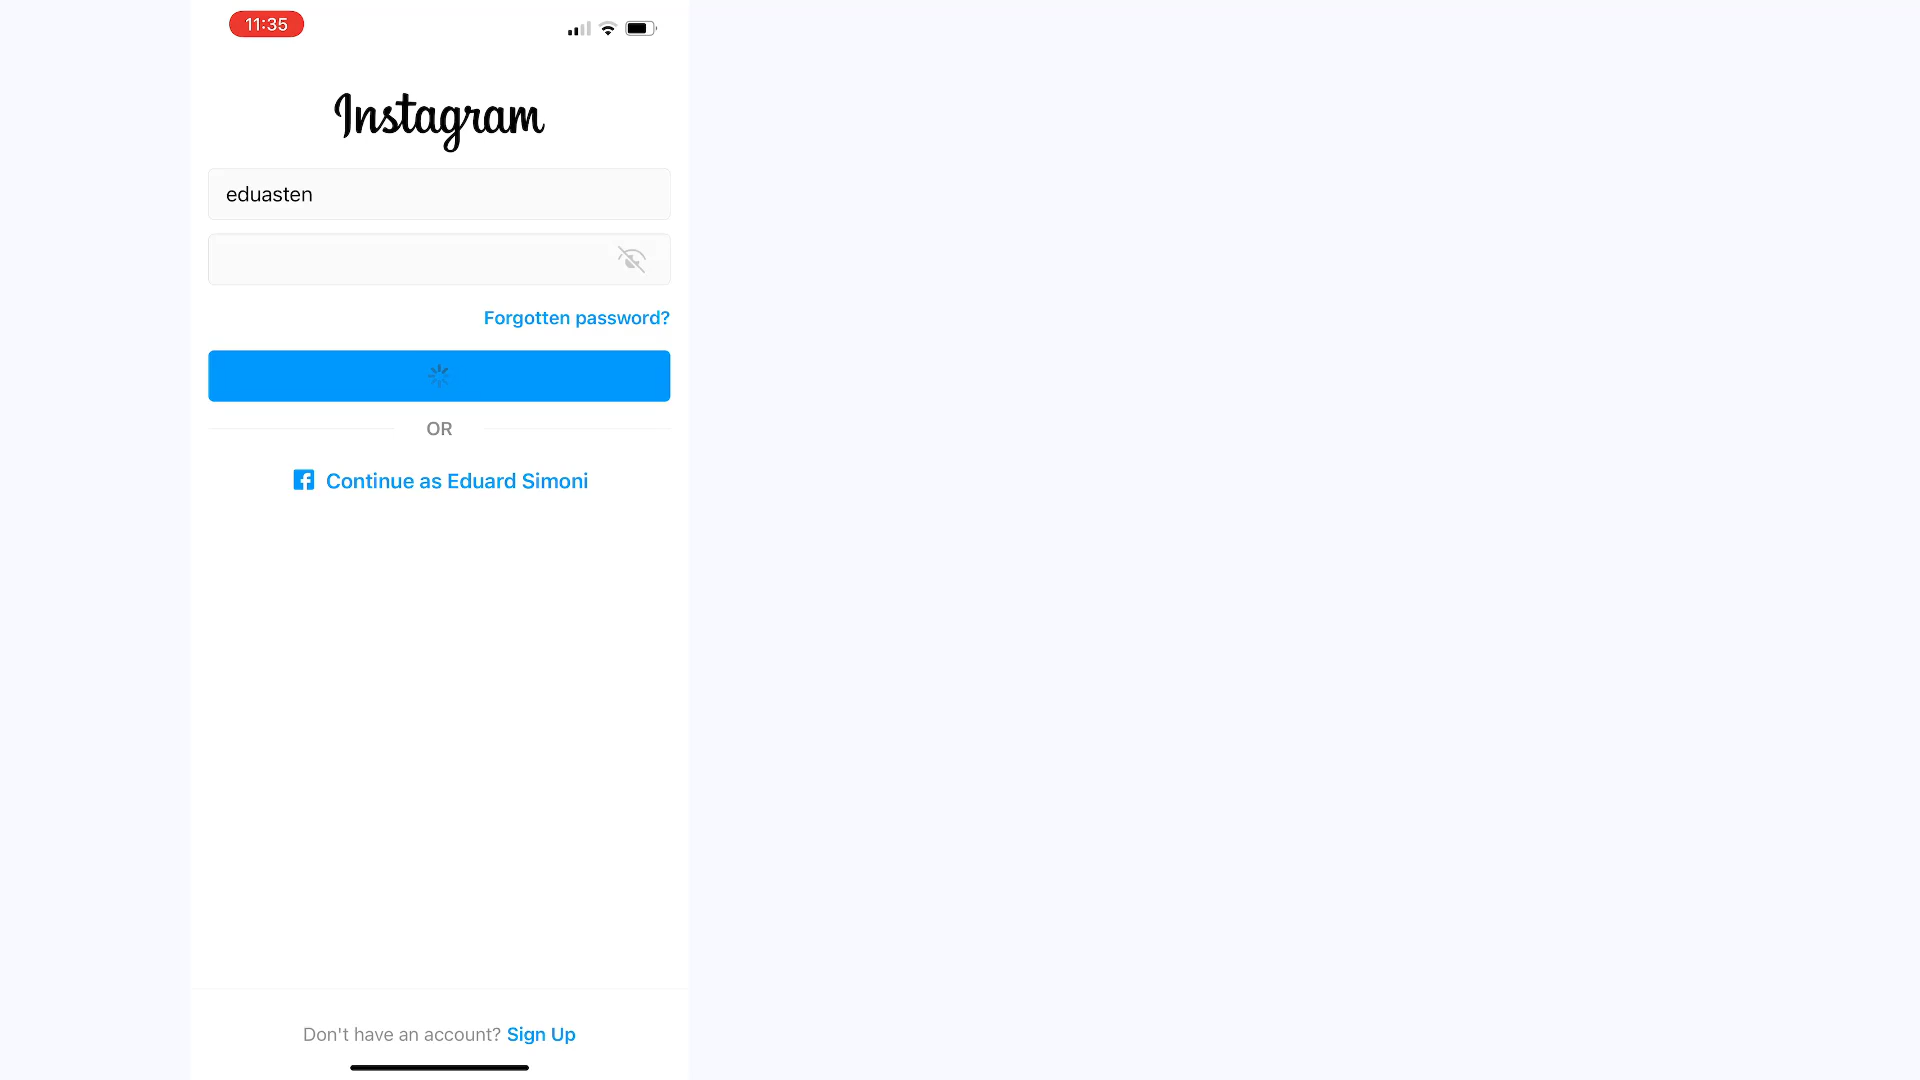 11:35
Instagram
eduasten
Forgotten password?
OR
Continue as Eduard Simoni
Don't have an account? Sign Up